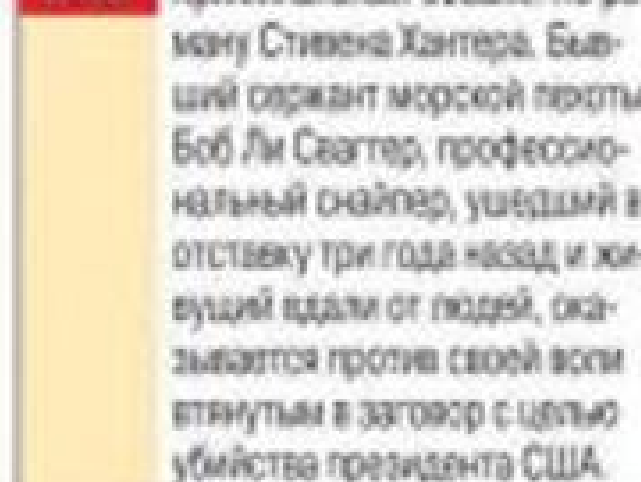 ману Стивена Хантера. Быв-
ший сержант морской пехоты
Боб Ли Свагтер, профессио-
нальный снайпер, ушедший в
отставку три года назад и жи-
вущий вдали от людей, ока-
зывается против своей воли
втянутым в заговор с целью
убийства президента США.